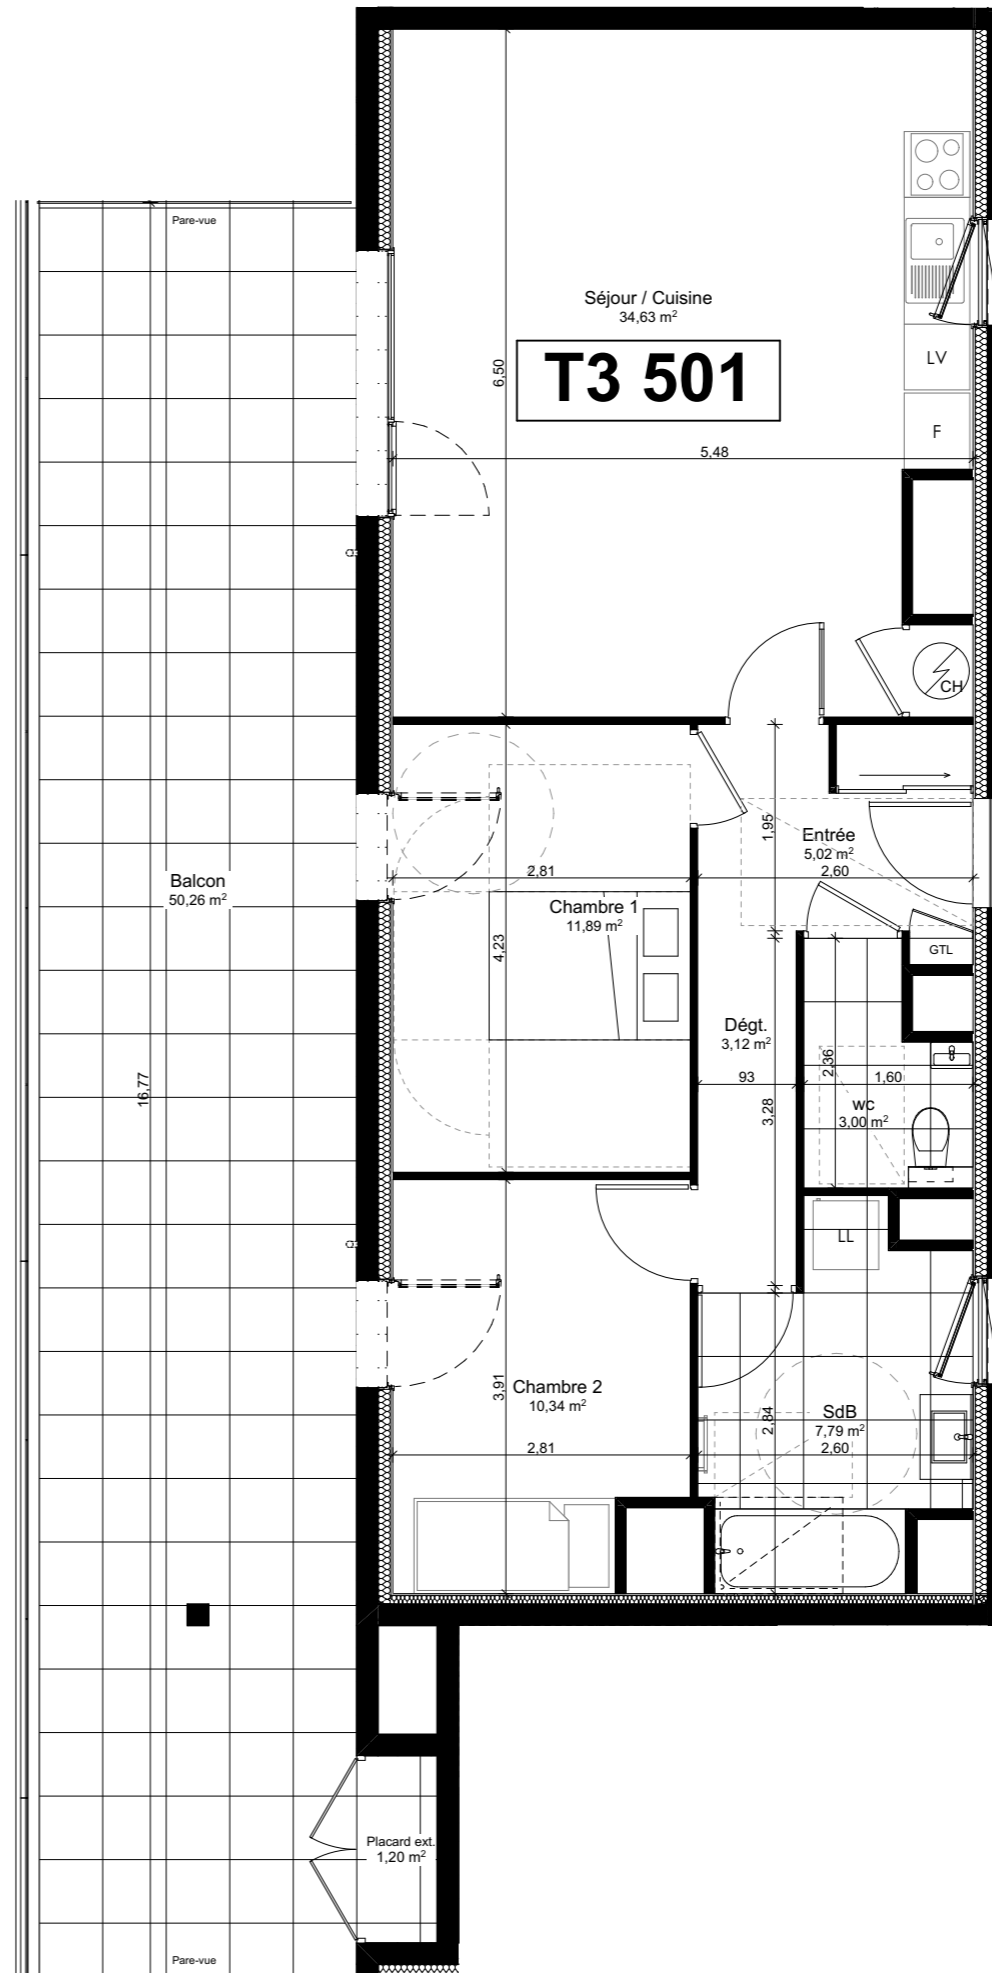 Pare-vue
Séjour / Cuisine
34,63 m²
T3 501
6,50
5,48
LV
F
CH
Entrée
5,02 m²
1,95
2,60
2,81
Chambre 1
11,89 m²
4,23
Balcon
50,26 m²
16,77
GTL
Dégt.
3,12 m²
93
3,28
2,36
1,60
wc
3,00 m²
LL
Chambre 2
10,34 m²
3,91
2,81
SdB
7,79 m²
2,60
2,84
Placard ext.
1,20 m²
Pare-vue